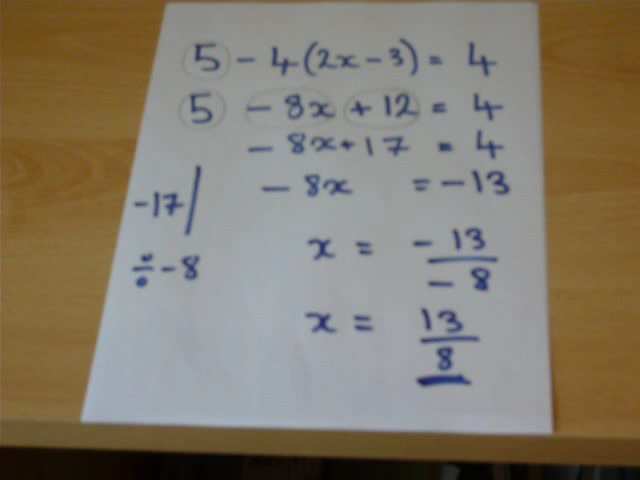 5 - 4(2x - 3) = 4
5 - 8x + 12 = 4
- 8x + 17 = 4
-17 - 8x = -13
÷ -8 x = -13/-8
x = 13/8